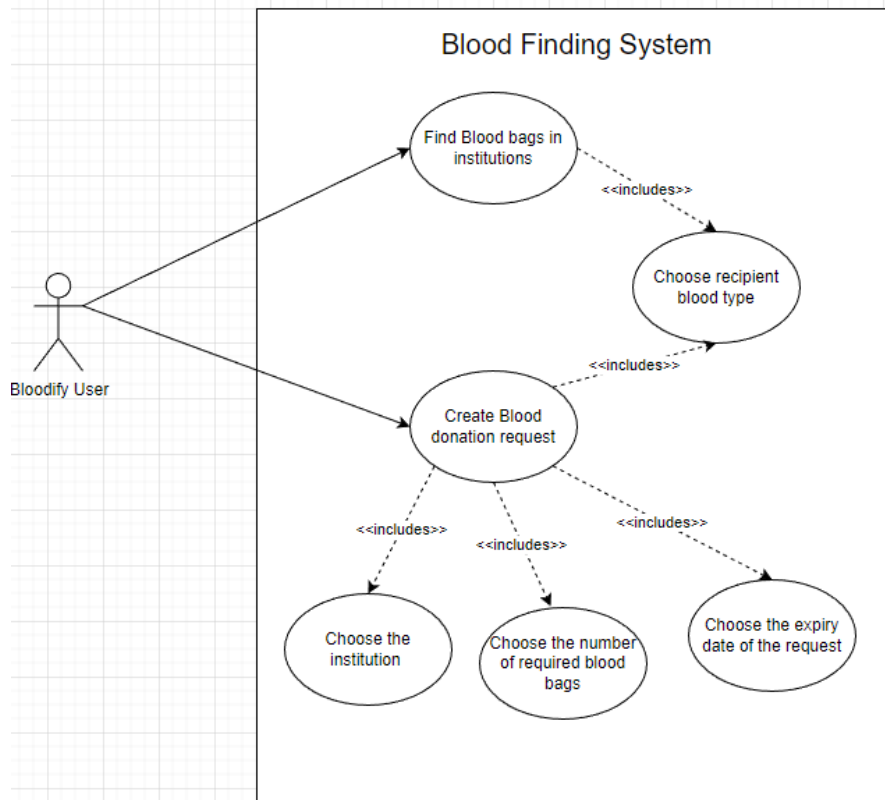 Blood Finding System
Find Blood bags in
institutions
<<includes>>
Choose recipient
blood type
<<includes>>
Bloodify User
Create Blood
donation request
<<includes>>
<<includes>>
<<includes>>
Choose the
institution
Choose the number
of required blood
bags
Choose the expiry
date of the request